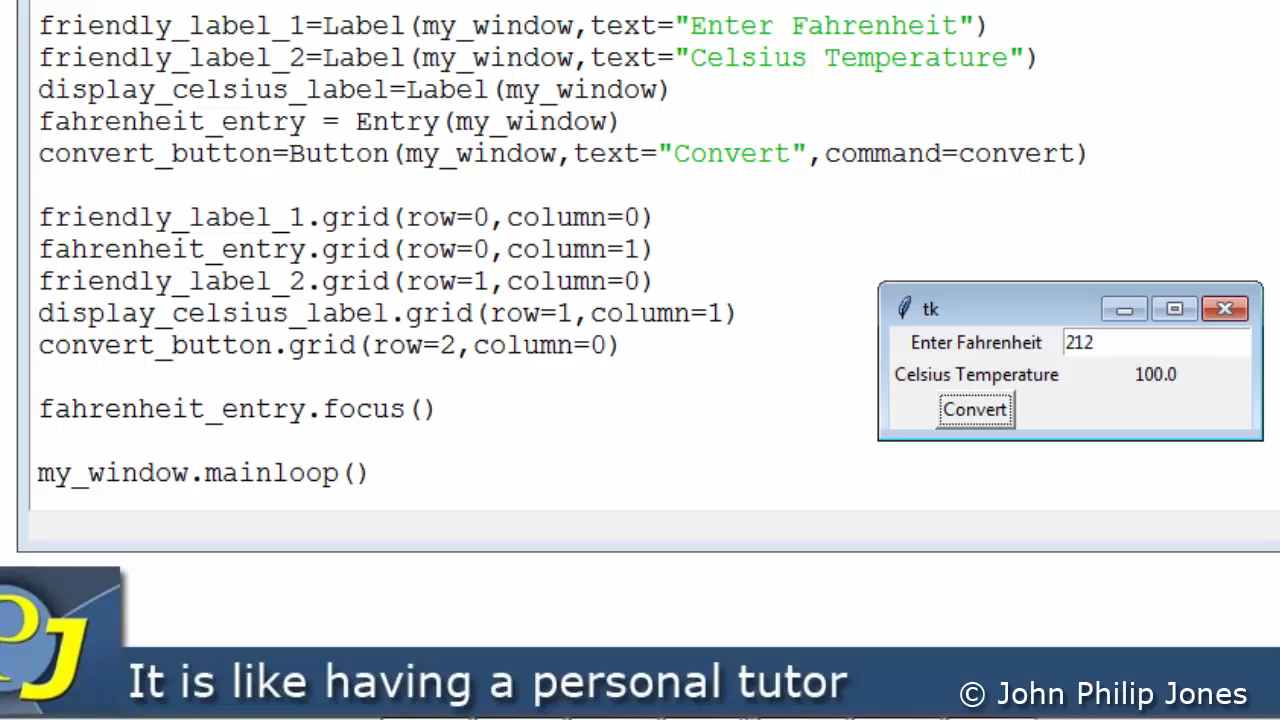 friendly_label_1=Label(my_window,text="Enter Fahrenheit")
friendly_label_2=Label(my_window,text="Celsius Temperature")
display_celsius_label=Label(my_window)
fahrenheit_entry = Entry(my_window)
convert_button=Button(my_window,text="Convert",command=convert)
friendly_label_1.grid(row=0,column=0)
fahrenheit_entry.grid(row=0,column=1)
friendly_label_2.grid(row=1,column=0)
display_celsius_label.grid(row=1,column=1)
convert_button.grid(row=2,column=0)
fahrenheit_entry.focus()
my_window.mainloop()
tk
Enter Fahrenheit 212
Celsius Temperature 100.0
Convert
PJ
It is like having a personal tutor
© John Philip Jones